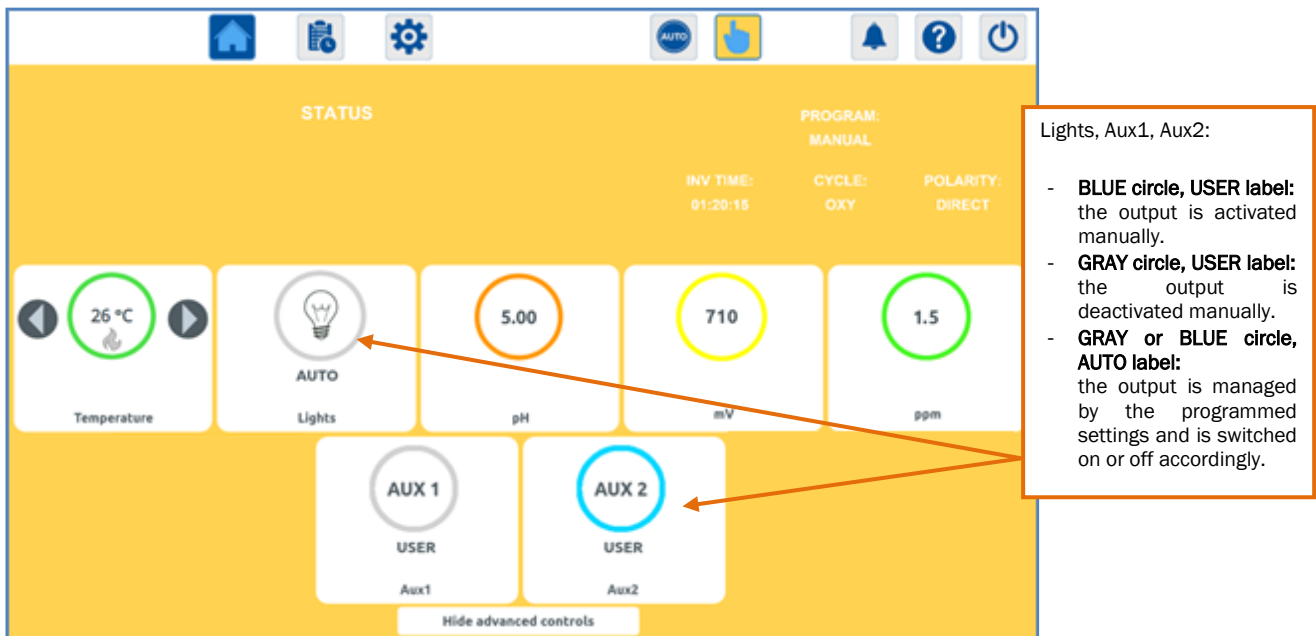 AUTO
?
STATUS
PROGRAM:
MANUAL
INV TIME:
CYCLE:
POLARITY:
01:20:15
OXY
DIRECT
26 °C
Temperature
AUTO
Lights
5.00
pH
710
mV
1.5
ppm
AUX 1
USER
Aux1
AUX 2
USER
Aux2
Hide advanced controls
Lights, Aux1, Aux2:
- BLUE circle, USER label:
the output is activated
manually.
- GRAY circle, USER label:
the output is
deactivated manually.
- GRAY or BLUE circle,
AUTO label:
the output is managed
by the programmed
settings and is switched
on or off accordingly.